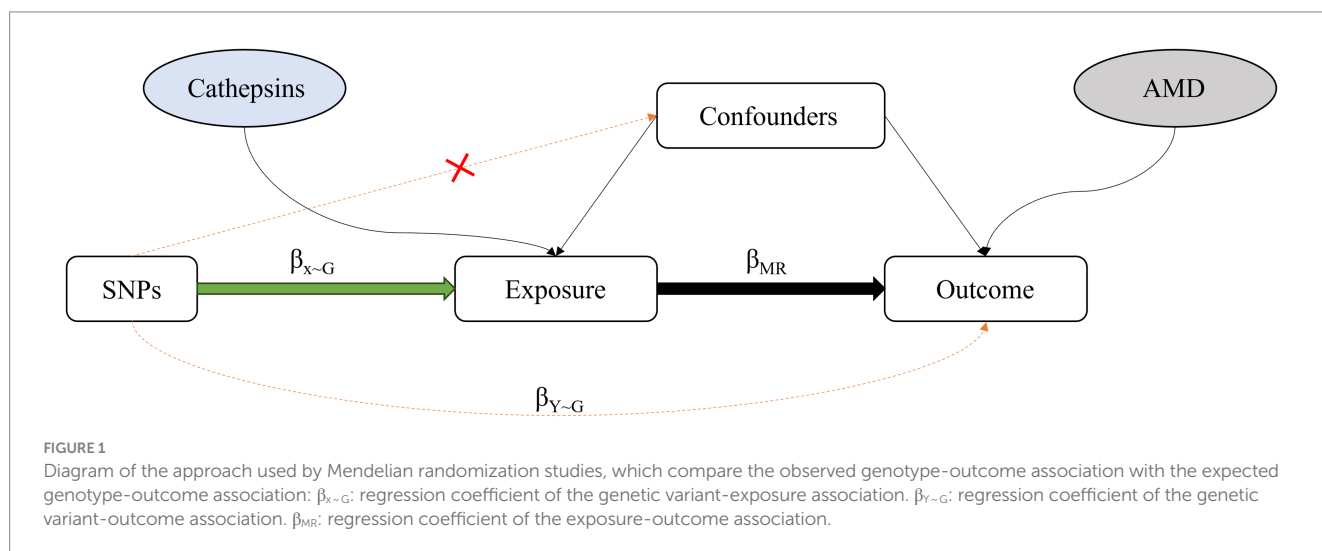 Cathepsins
AMD
Confounders
βx~G
βMR
SNPs
Exposure
Outcome
βY~G
FIGURE 1
Diagram of the approach used by Mendelian randomization studies, which compare the observed genotype-outcome association with the expected
genotype-outcome association: βx~G: regression coefficient of the genetic variant-exposure association. βY~G: regression coefficient of the genetic
variant-outcome association. βMR: regression coefficient of the exposure-outcome association.